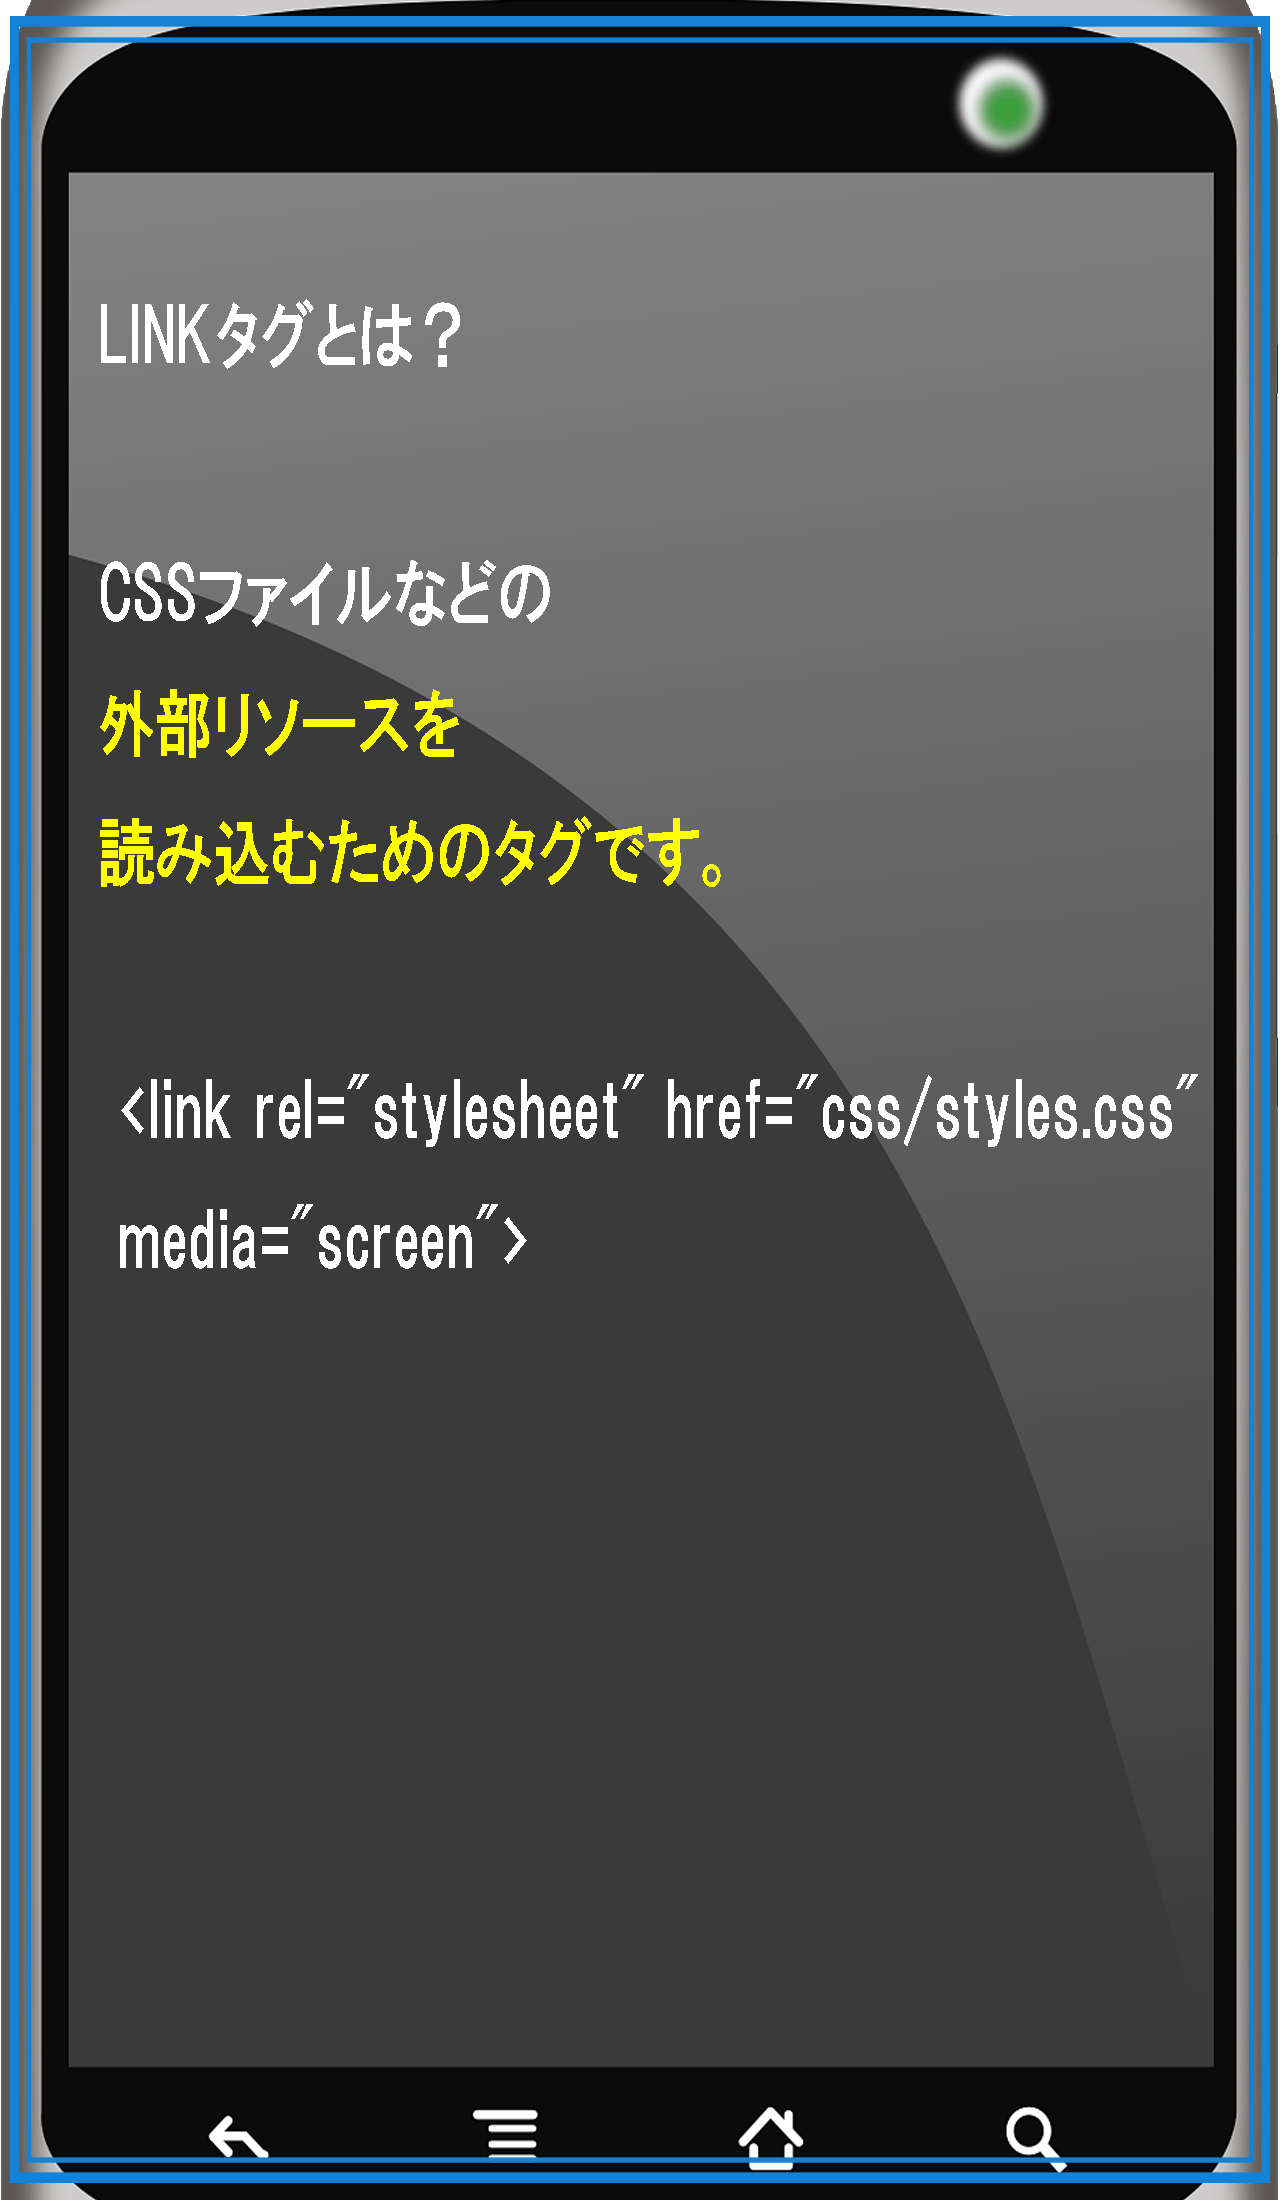 LINKタグとは？
CSSファイルなどの
外部リソースを
読み込むためのタグです。
<link rel="stylesheet" href="css/styles.css"
media="screen">